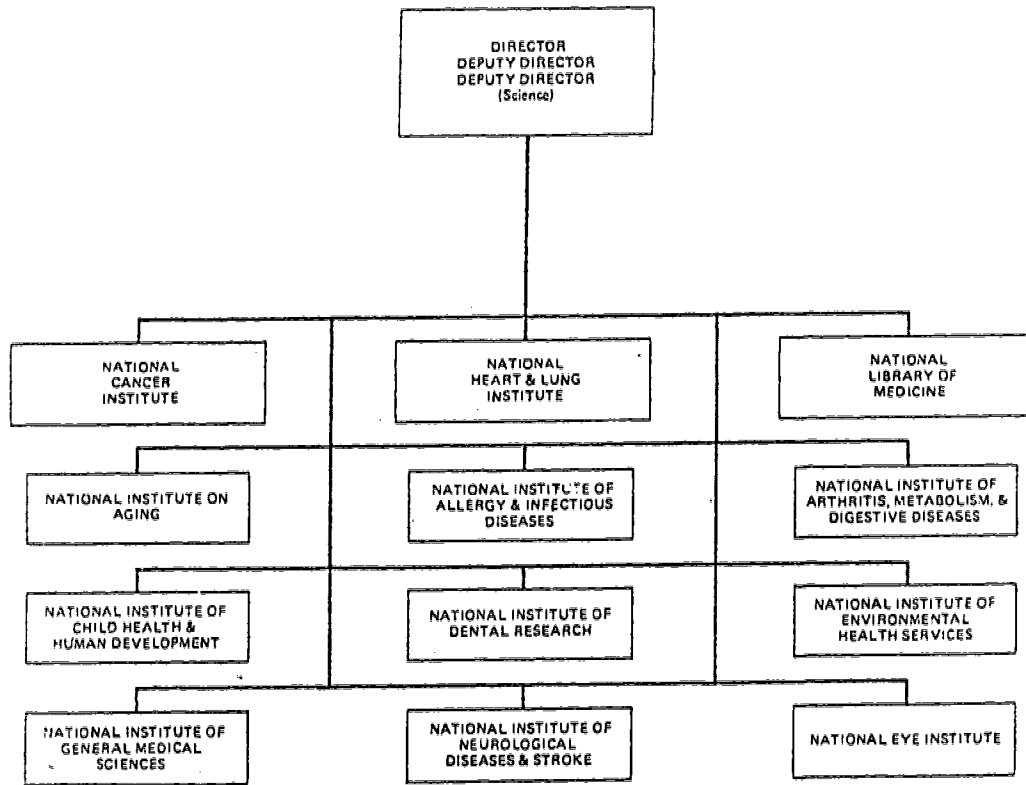 DIRECTOR
DEPUTY DIRECTOR
DEPUTY DIRECTOR
(Science)
NATIONAL
CANCER
INSTITUTE
NATIONAL
HEART & LUNG
INSTITUTE
NATIONAL
LIBRARY OF
MEDICINE
NATIONAL INSTITUTE ON
AGING
NATIONAL INSTITUTE OF
ALLERGY & INFECTIOUS
DISEASES
NATIONAL INSTITUTE OF
ARTHRITIS, METABOLISM, &
DIGESTIVE DISEASES
NATIONAL INSTITUTE OF
CHILD HEALTH &
HUMAN DEVELOPMENT
NATIONAL INSTITUTE OF
DENTAL RESEARCH
NATIONAL INSTITUTE OF
ENVIRONMENTAL
HEALTH SERVICES
NATIONAL INSTITUTE OF
GENERAL MEDICAL
SCIENCES
NATIONAL INSTITUTE OF
NEUROLOGICAL
DISEASES & STROKE
NATIONAL EYE INSTITUTE